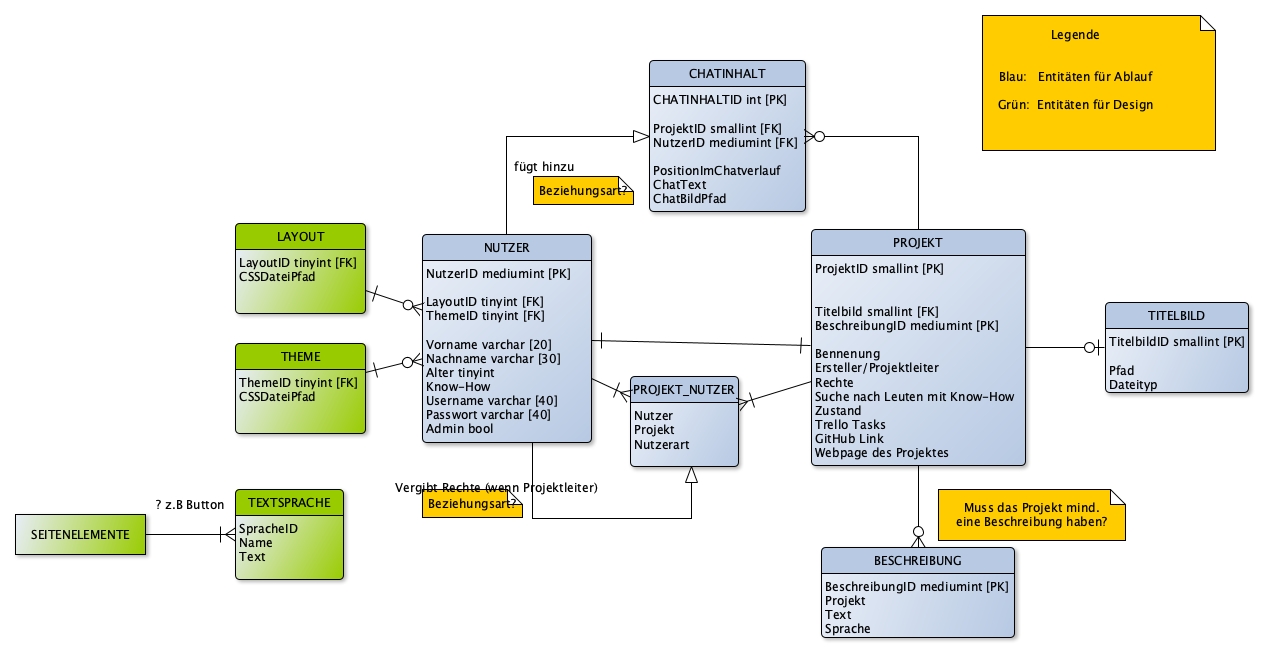 Legende
Blau: Entitäten für Ablauf
Grün: Entitäten für Design
CHATINHALT
CHATINHALTID int [PK]
ProjektID smallint [FK]
NutzerID mediumint [FK]
PositionImChatverlauf
ChatText
ChatBildPfad
fügt hinzu
Beziehungsart?
LAYOUT
LayoutID tinyint [FK]
CSSDateiPfad
THEME
ThemeID tinyint [FK]
CSSDateiPfad
NUTZER
NutzerID mediumint [PK]
LayoutID tinyint [FK]
ThemeID tinyint [FK]
Vorname varchar [20]
Nachname varchar [30]
Alter tinyint
Know-How
Username varchar [40]
Passwort varchar [40]
Admin bool
PROJEKT_NUTZER
Nutzer
Projekt
Nutzerart
PROJEKT
ProjektID smallint [PK]
Titelbild smallint [FK]
BeschreibungID mediumint [PK]
Bennenung
Ersteller/Projektleiter
Rechte
Suche nach Leuten mit Know-How
Zustand
Trello Tasks
GitHub Link
Webpage des Projektes
TITELBILD
TitelbildID smallint [PK]
Pfad
Dateityp
Vergibt Rechte (wenn Projektleiter)
Beziehungsart?
? z.B Button
SEITENELEMENTE
TEXTSPRACHE
SpracheID
Name
Text
Muss das Projekt mind.
eine Beschreibung haben?
BESCHREIBUNG
BeschreibungID mediumint [PK]
Projekt
Text
Sprache